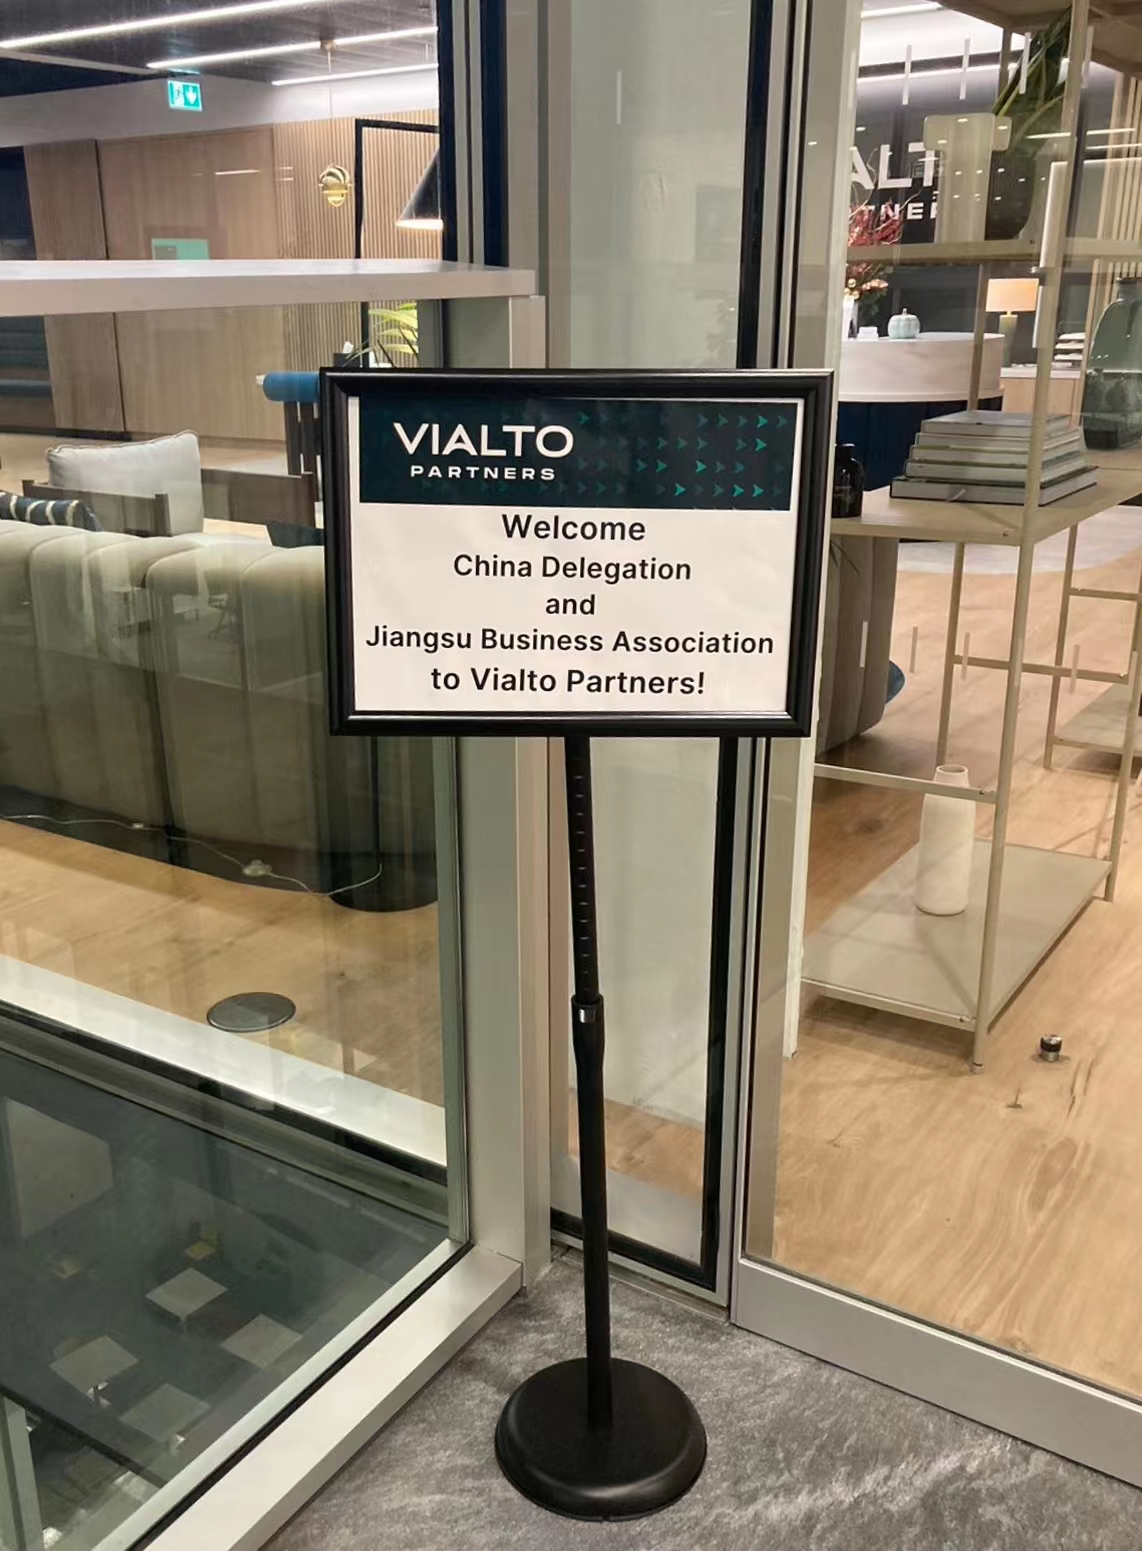 VIALTO
PARTNERS
Welcome
China Delegation
and
Jiangsu Business Association
to Vialto Partners!